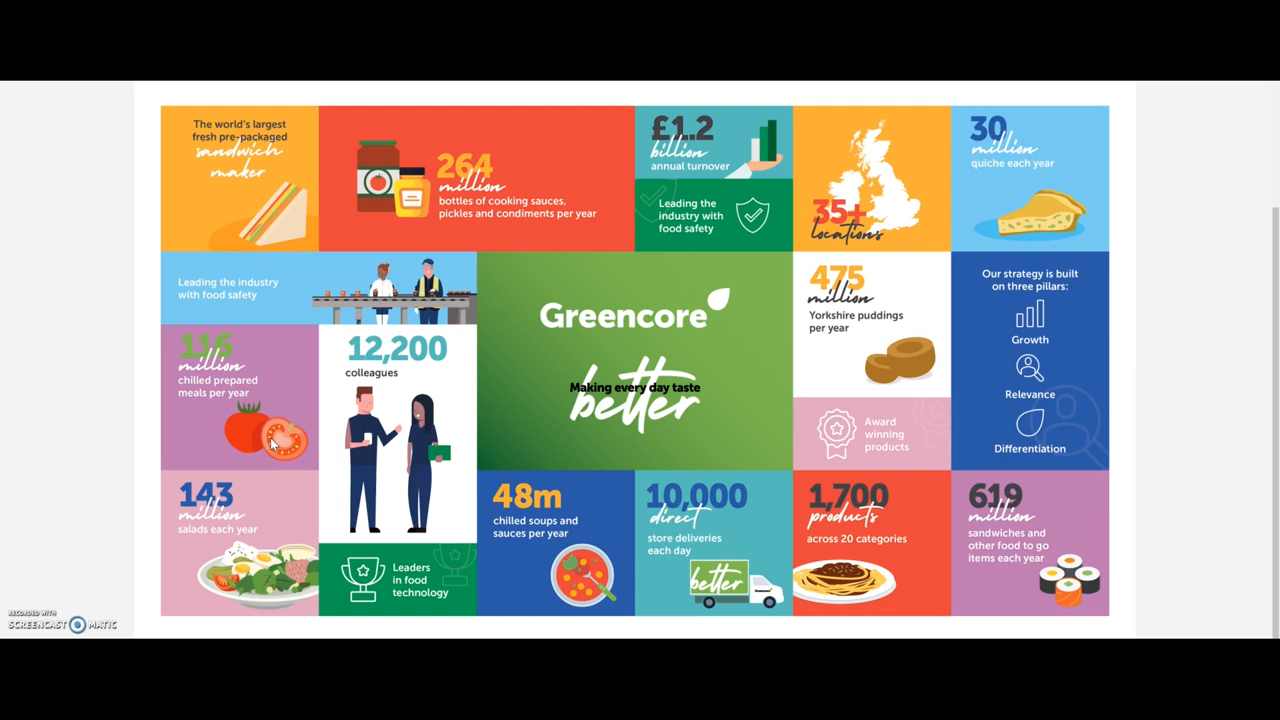 The world's largest
fresh pre-packaged
sandwich
maker
264
million
bottles of cooking sauces,
pickles and condiments per year
£1.2
billion
annual turnover
Leading the
industry with
food safety
35+
locations
30
million
quiche each year
Leading the industry
with food safety
116
million
chilled prepared
meals per year
12,200
colleagues
Greencore
Making every day taste
better
475
million
Yorkshire puddings
per year
Award
winning
products
Our strategy is built
on three pillars:
Growth
Relevance
Differentiation
143
million
salads each year
Leaders
in food
technology
48m
chilled soups and
sauces per year
10,000
direct
store deliveries
each day
better
Greencore
1,700
products
across 20 categories
619
million
sandwiches and
other food to go
items each year
RECORDED WITH
SCREENCAST MATIC